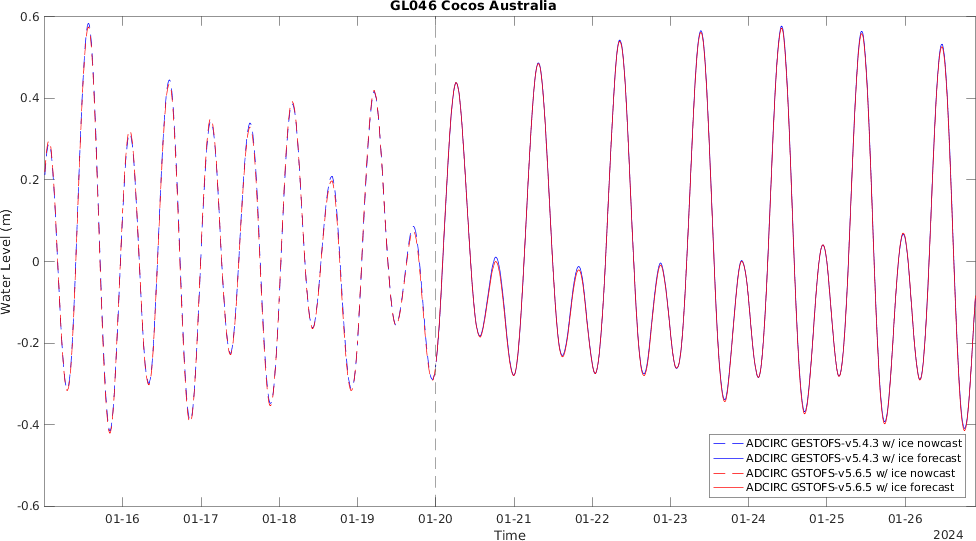 GL046 Cocos Australia
0.6
0.4
0.2
0
-0.2
-0.4
-0.6
Water Level (m)
01-16 01-17 01-18 01-19 01-20 01-21 01-22 01-23 01-24 01-25 01-26
Time
2024
ADCIRC GESTOFS-v5.4.3 w/ ice nowcast
ADCIRC GESTOFS-v5.4.3 w/ ice forecast
ADCIRC GSTOFS-v5.6.5 w/ ice nowcast
ADCIRC GSTOFS-v5.6.5 w/ ice forecast